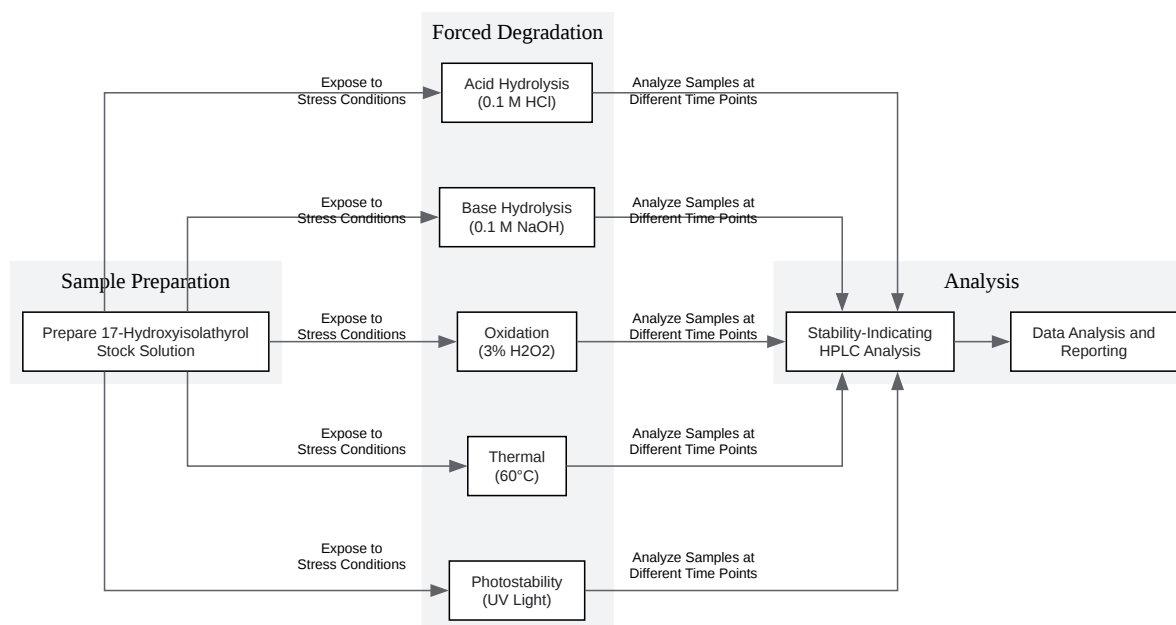 Forced Degradation
Expose to
Stress Conditions
Acid Hydrolysis
(0.1 M HCl)
Analyze Samples at
Different Time Points
Expose to
Stress Conditions
Base Hydrolysis
(0.1 M NaOH)
Analyze Samples at
Different Time Points
Sample Preparation
Analysis
Prepare 17-Hydroxyisolathyrol
Stock Solution
Expose to
Stress Conditions
Oxidation
(3% H2O2)
Analyze Samples at
Different Time Points
Stability-Indicating
HPLC Analysis
Data Analysis and
Reporting
Expose to
Stress Conditions
Thermal
(60°C)
Analyze Samples at
Different Time Points
Expose to
Stress Conditions
Photostability
(UV Light)
Analyze Samples at
Different Time Points